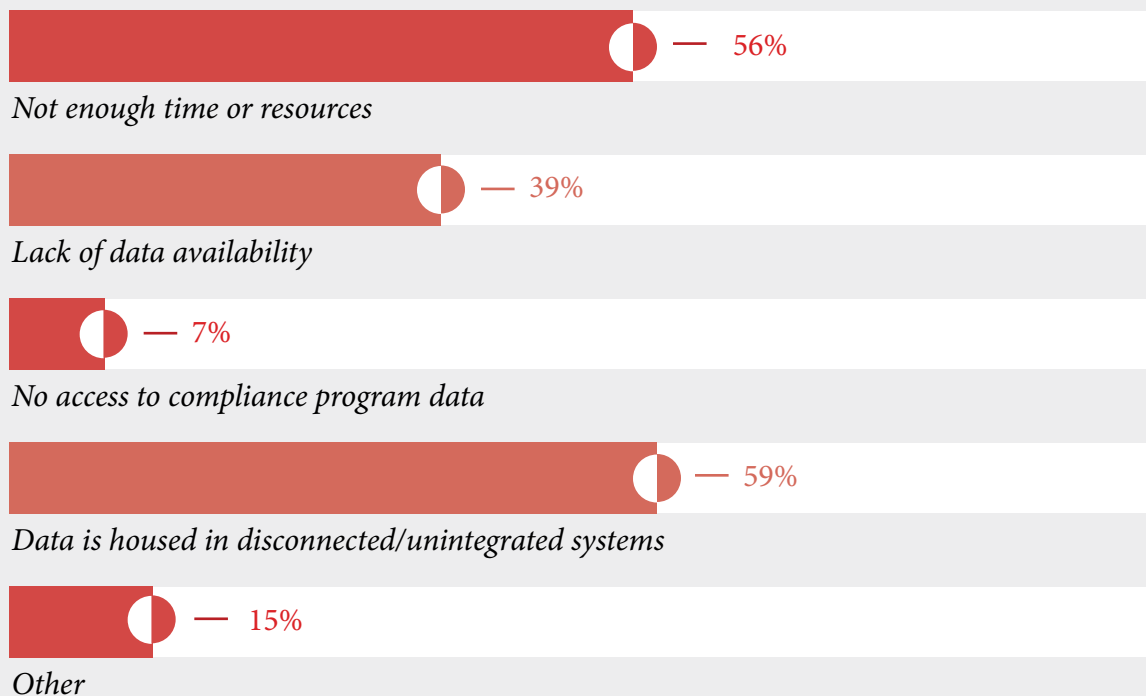 56%
Not enough time or resources
39%
Lack of data availability
7%
No access to compliance program data
59%
Data is housed in disconnected/unintegrated systems
15%
Other